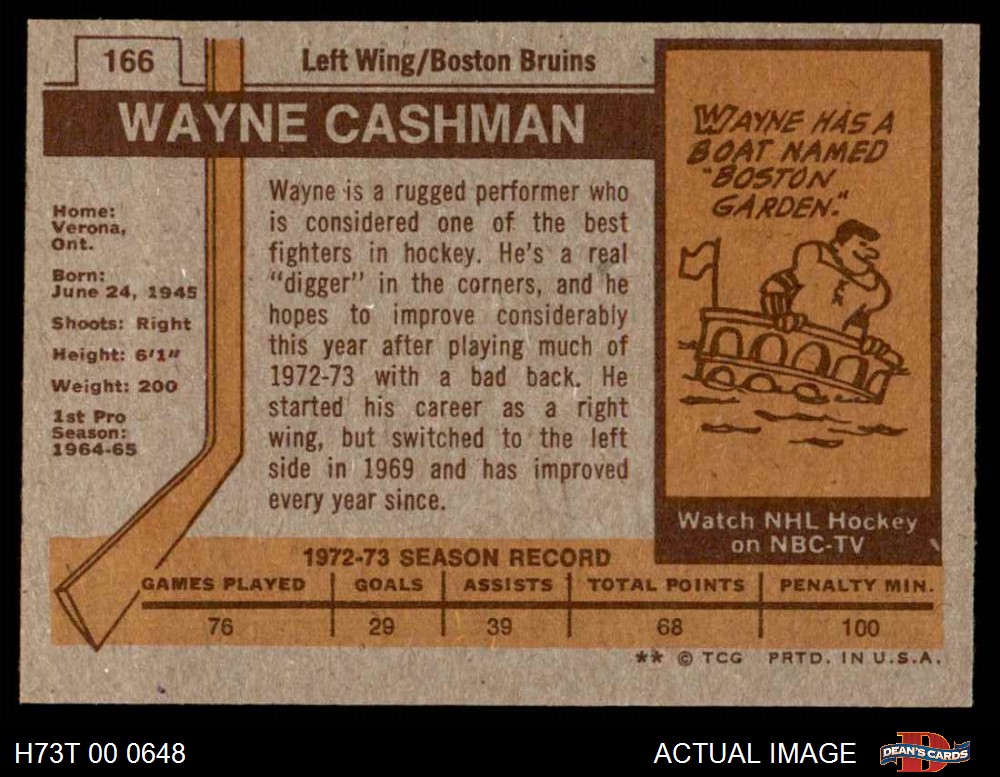 166
Left Wing/Boston Bruins
WAYNE CASHMAN
Home:
Verona,
Ont.
Born:
June 24, 1945
Shoots: Right
Height: 6'1"
Weight: 200
1st Pro
Season:
1964-65
Wayne is a rugged performer who
is considered one of the best
fighters in hockey. He's a real
"digger" in the corners, and he
hopes to improve considerably
this year after playing much of
1972-73 with a bad back. He
started his career as a right
wing, but switched to the left
side in 1969 and has improved
every year since.
WAYNE HAS A
BOAT NAMED
"BOSTON
GARDEN."
Watch NHL Hockey
on NBC-TV
1972-73 SEASON RECORD
GAMES PLAYED GOALS ASSISTS TOTAL POINTS PENALTY MIN.
76 29 39 68 100
** © TCG PRTD. IN U.S.A.
H73T 00 0648
ACTUAL IMAGE
D
DEAN'S CARDS